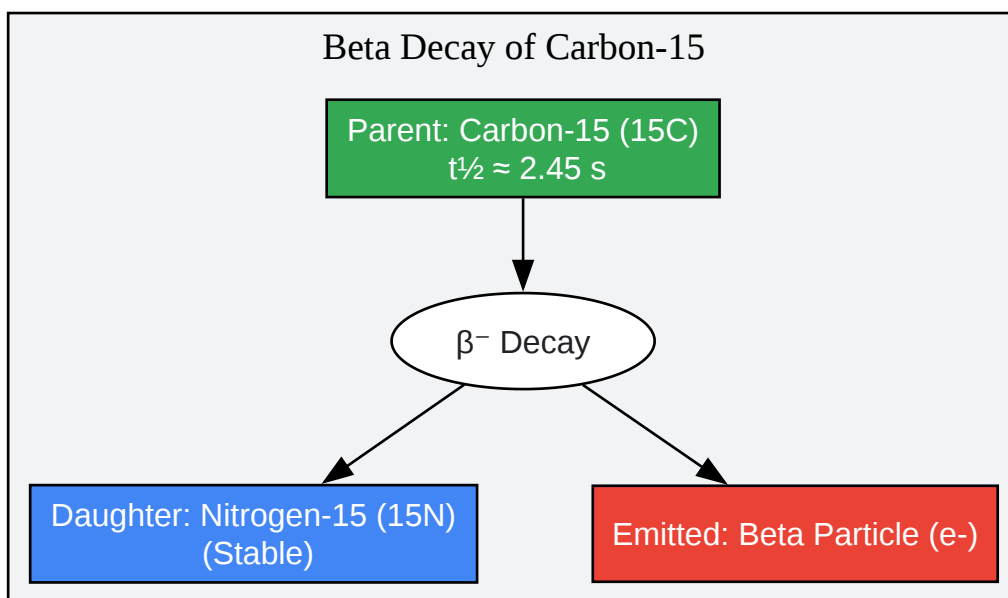 Beta Decay of Carbon-15
Parent: Carbon-15 (15C)
t½ ≈ 2.45 s
β⁻ Decay
Daughter: Nitrogen-15 (15N)
(Stable)
Emitted: Beta Particle (e-)